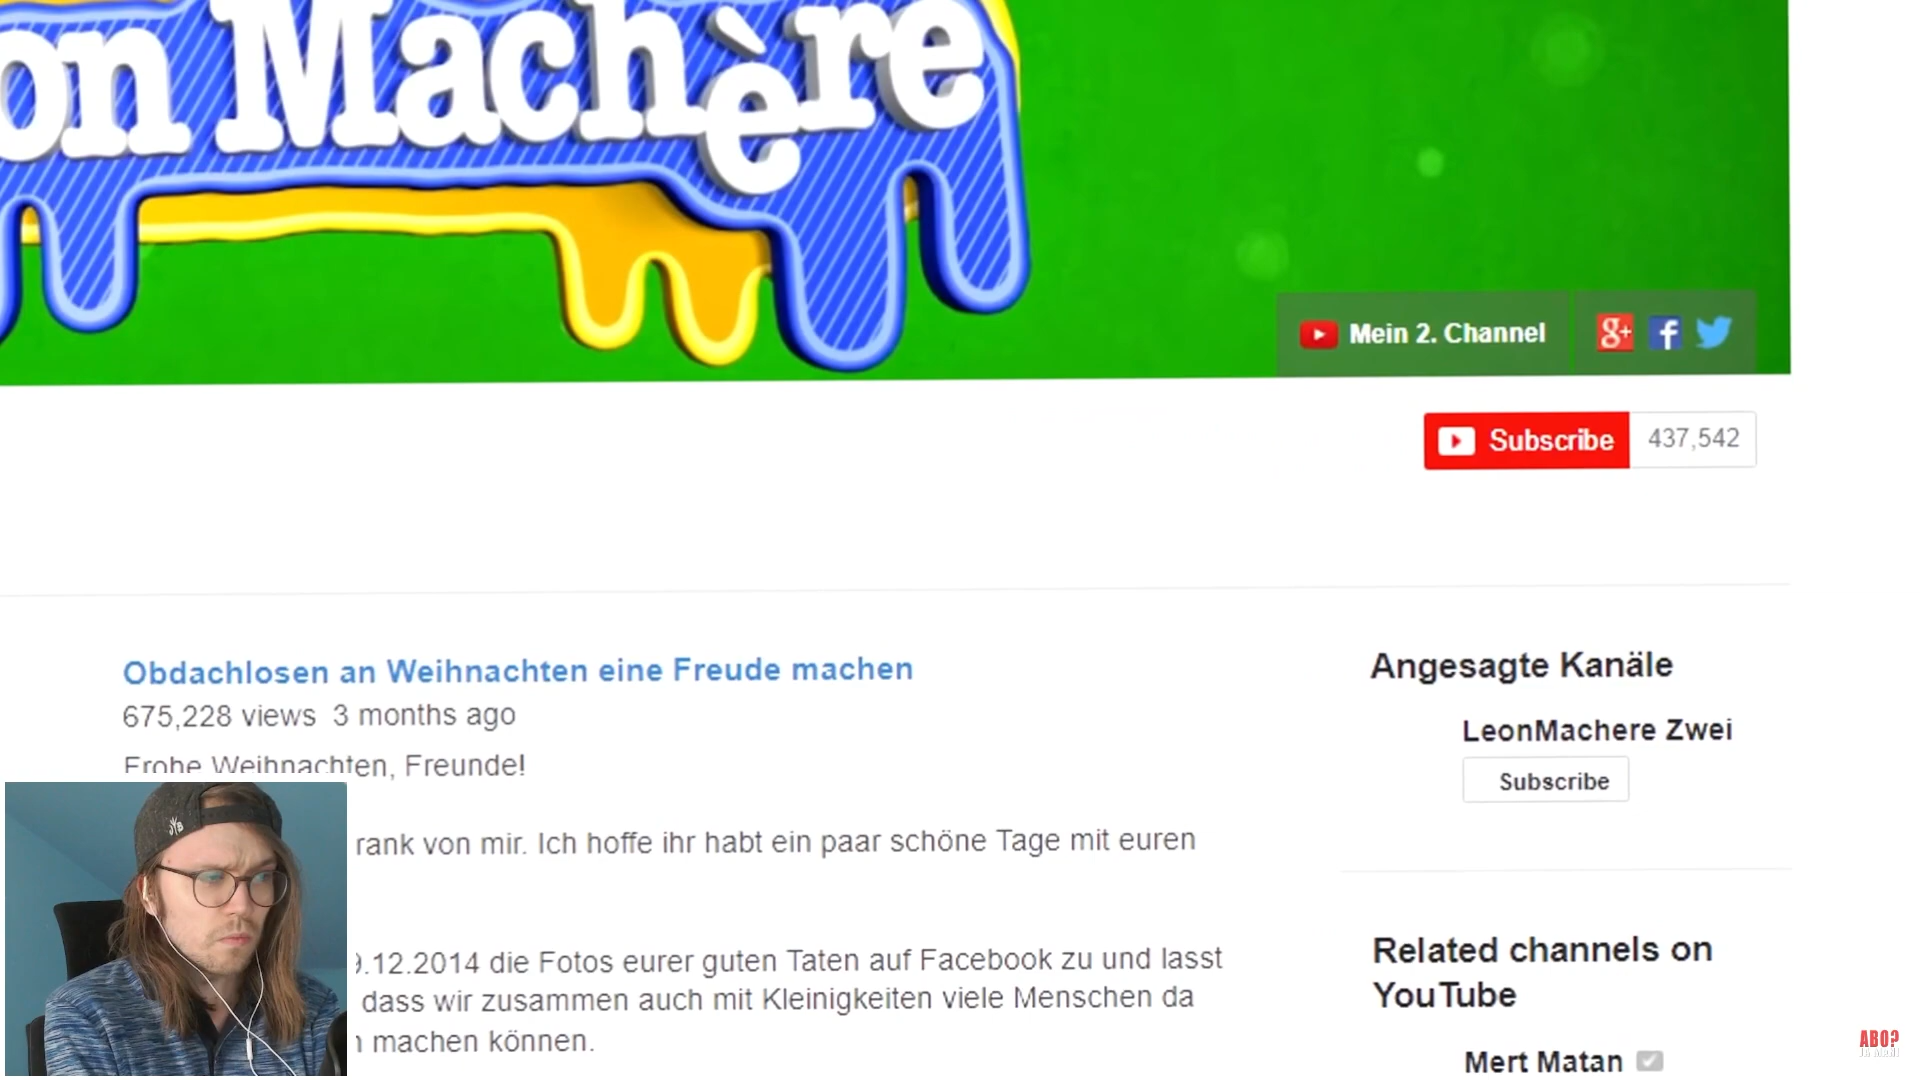 on Machère
Mein 2. Channel
Subscribe 437,542
Obdachlosen an Weihnachten eine Freude machen
675,228 views 3 months ago
Frohe Weihnachten, Freunde!
rank von mir. Ich hoffe ihr habt ein paar schöne Tage mit euren
9.12.2014 die Fotos eurer guten Taten auf Facebook zu und lasst
dass wir zusammen auch mit Kleinigkeiten viele Menschen da
machen können.
Angesagte Kanäle
LeonMachere Zwei
Subscribe
Related channels on
YouTube
Mert Matan
ABO?